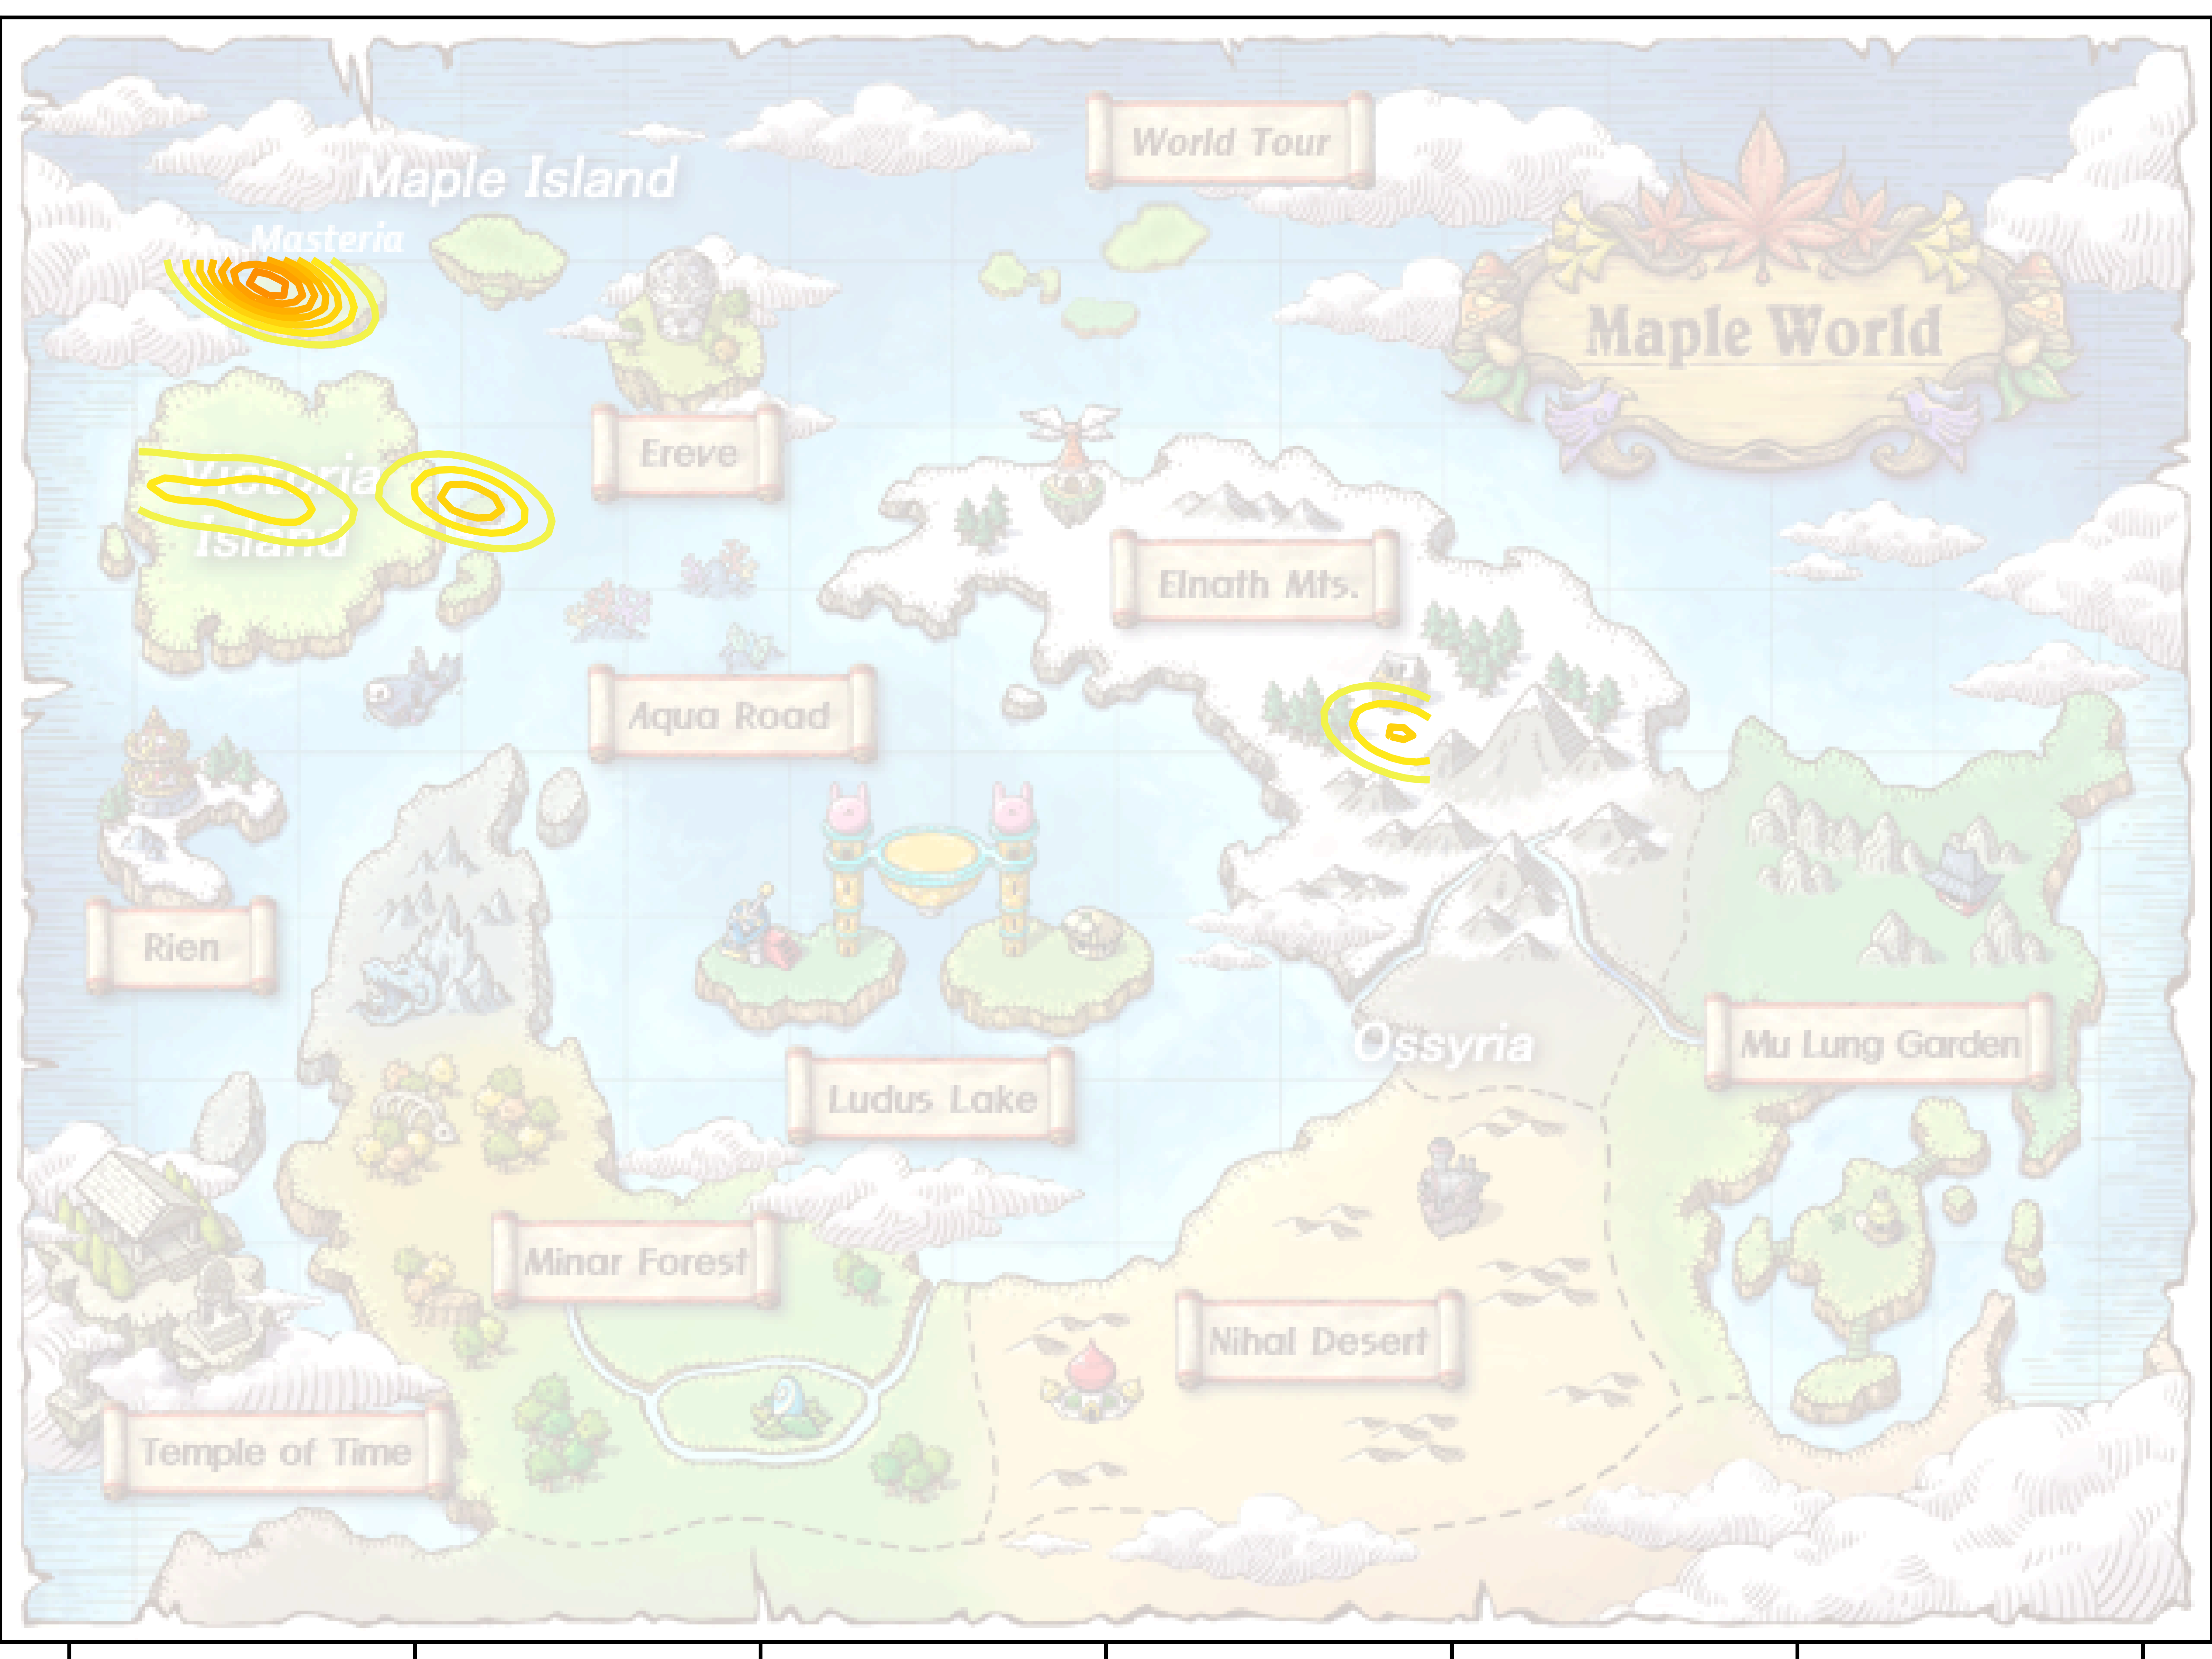 World Tour
Maple Island
Masteria
Maple World
Ereve
Victoria
Island
Elnath Mts.
Aqua Road
Rien
Ossyria
Mu Lung Garden
Ludus Lake
Minar Forest
Nihal Desert
Temple of Time